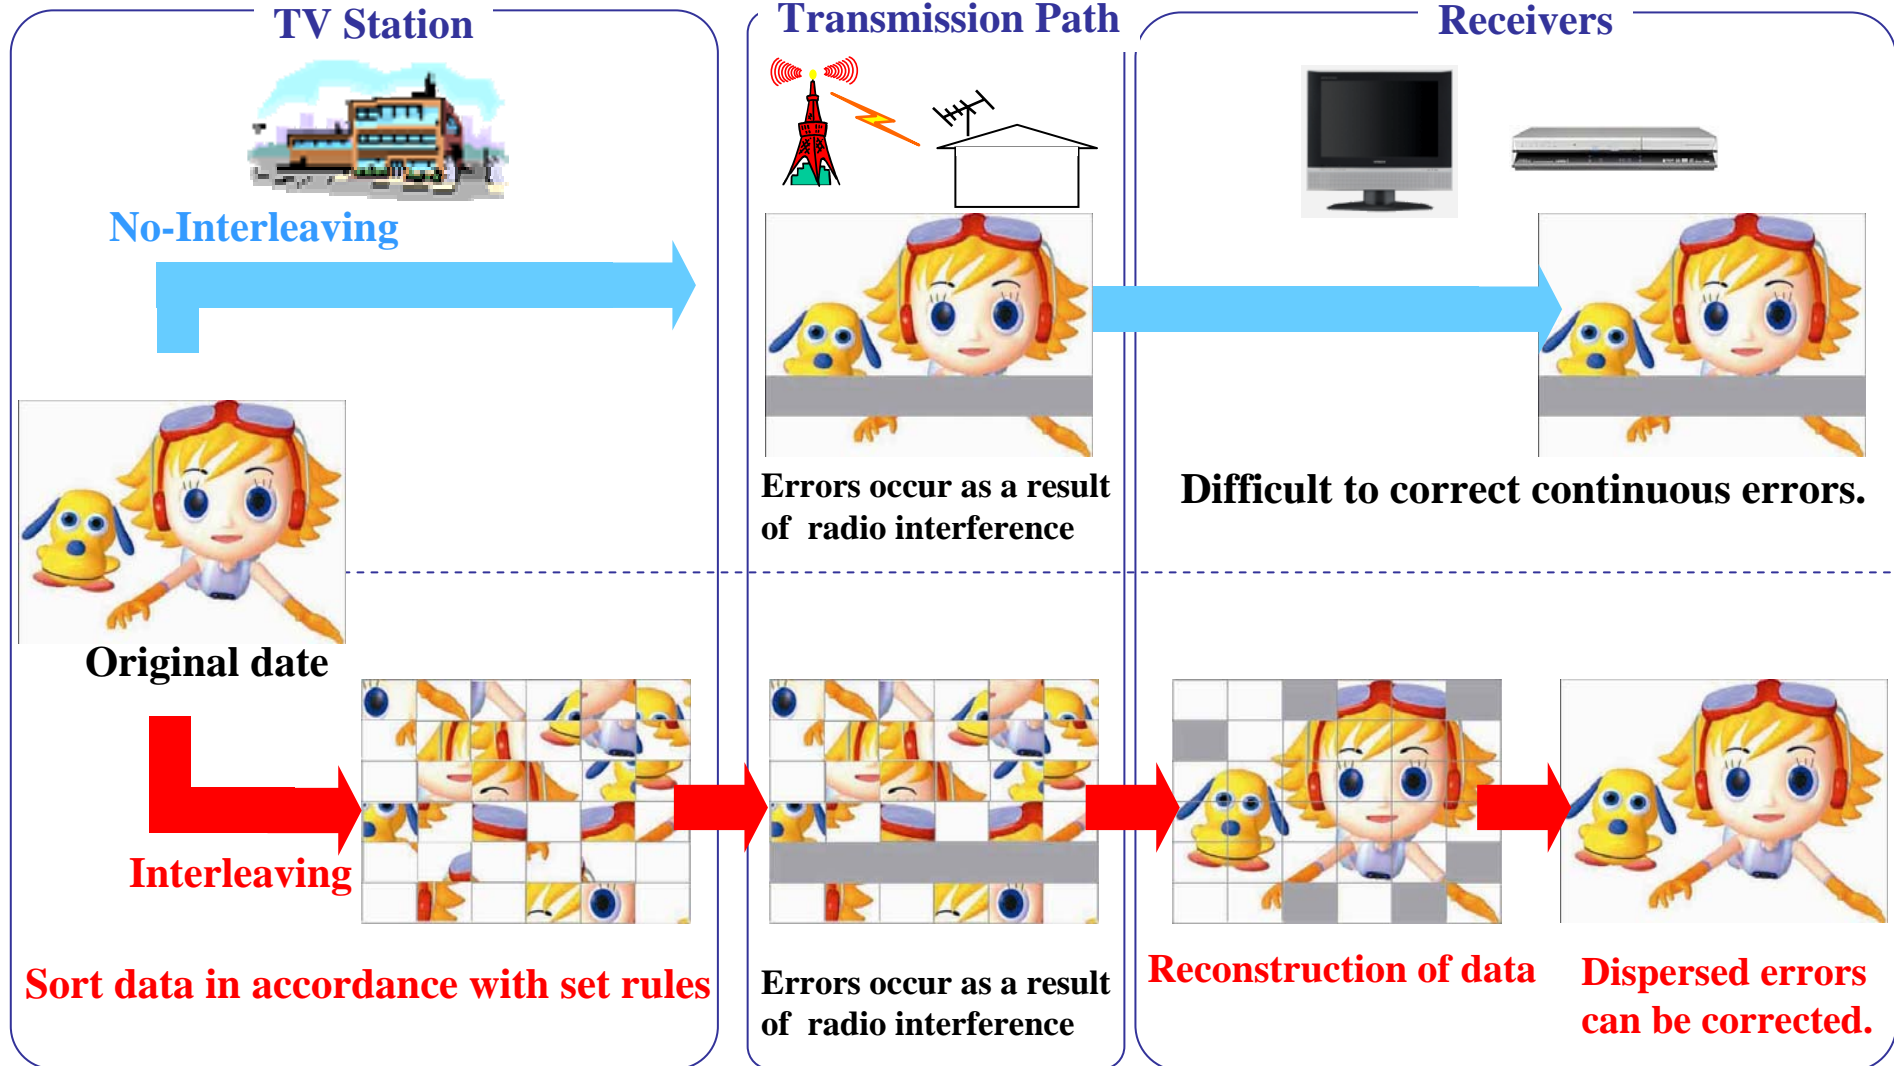 TV Station
Transmission Path
Receivers
No-Interleaving
Errors occur as a result
of radio interference
Difficult to correct continuous errors.
Original date
Interleaving
Sort data in accordance with set rules
Errors occur as a result
of radio interference
Reconstruction of data
Dispersed errors
can be corrected.